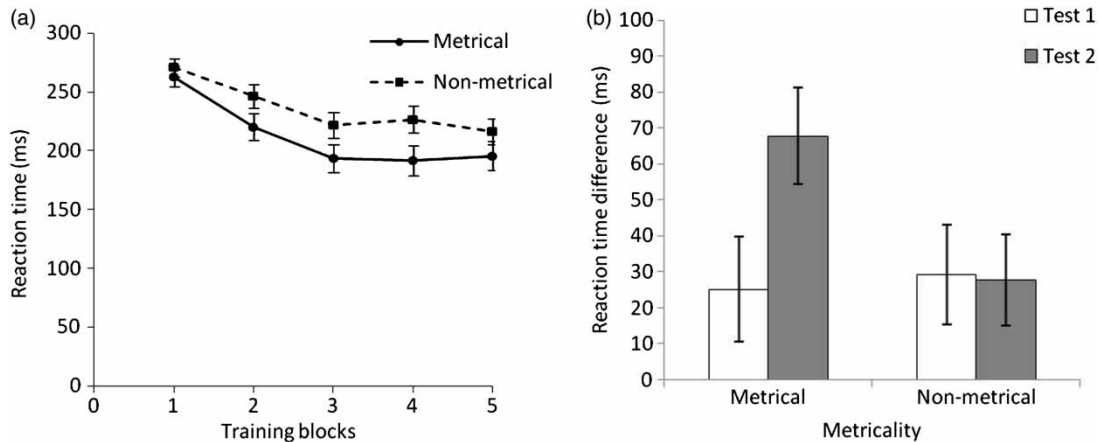 (a)
300
250
200
150
100
50
0
Reaction time (ms)
0 1 2 3 4 5
Training blocks
Metrical
Non-metrical
(b)
100
90
80
70
60
50
40
30
20
10
0
Reaction time difference (ms)
Metrical Non-metrical
Metricality
Test 1
Test 2